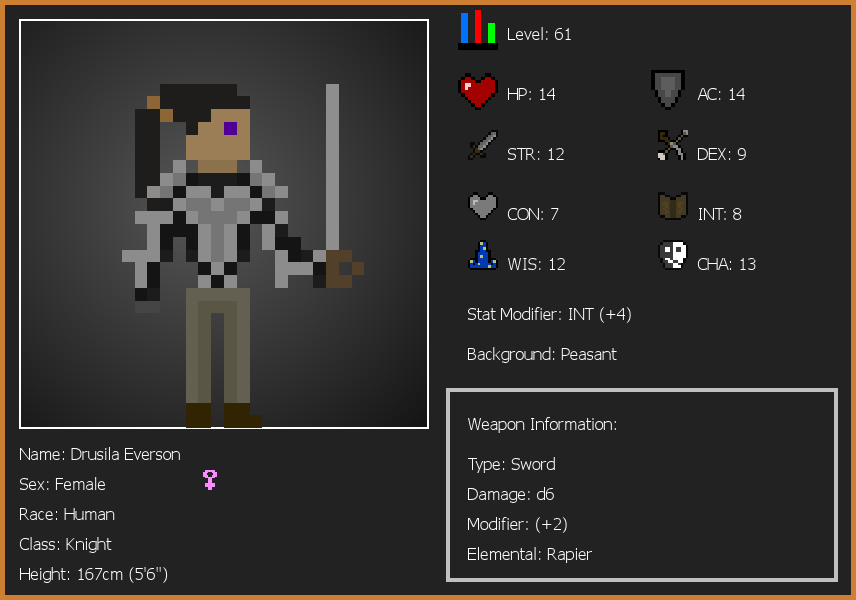 Level: 61
HP: 14
AC: 14
STR: 12
DEX: 9
CON: 7
INT: 8
WIS: 12
CHA: 13
Stat Modifier: INT (+4)
Background: Peasant
Weapon Information:
Type: Sword
Damage: d6
Modifier: (+2)
Elemental: Rapier
Name: Drusila Everson
Sex: Female
Race: Human
Class: Knight
Height: 167cm (5'6")